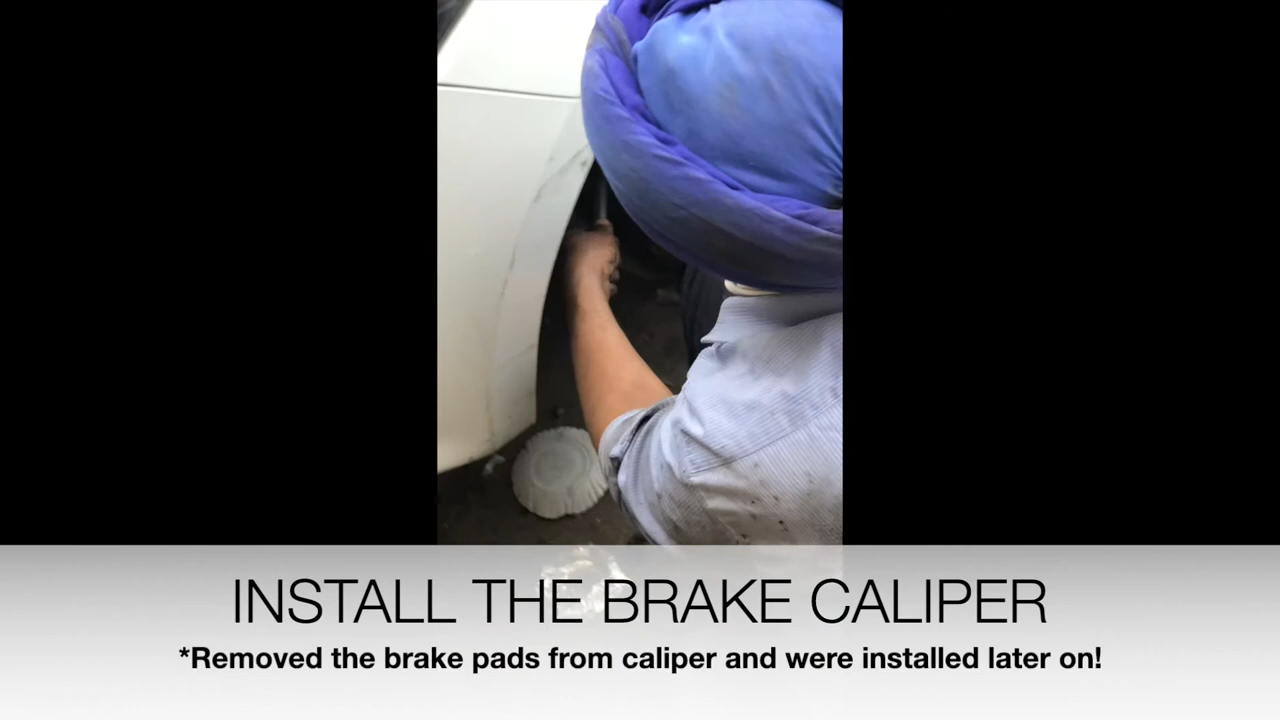 INSTALL THE BRAKE CALIPER
*Removed the brake pads from caliper and were installed later on!